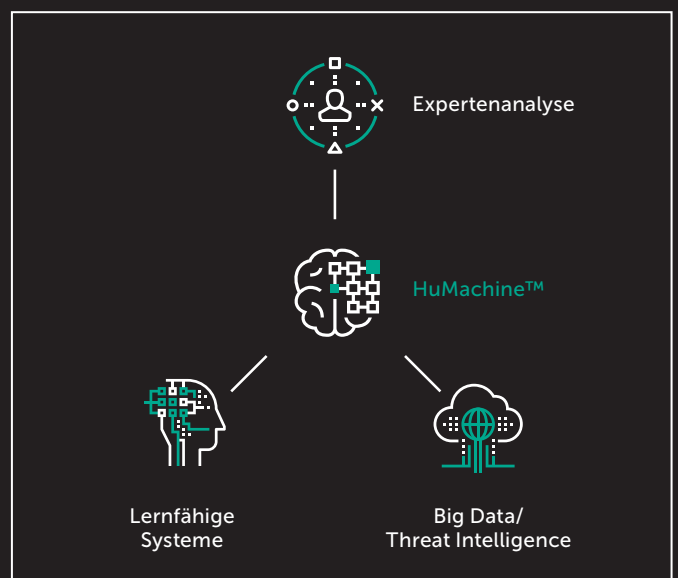 Expertenanalyse
HuMachine™
Lernfähige
Systeme
Big Data/
Threat Intelligence